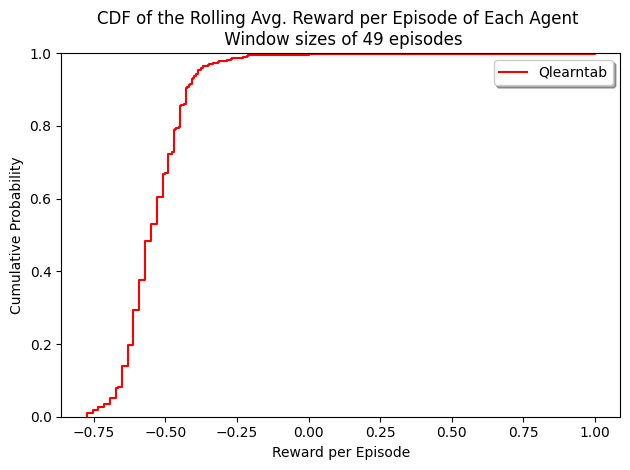 CDF of the Rolling Avg. Reward per Episode of Each Agent
Window sizes of 49 episodes
Qlearntab
Cumulative Probability
1.0
0.8
0.6
0.4
0.2
0.0
−0.75 −0.50 −0.25 0.00 0.25 0.50 0.75 1.00
Reward per Episode